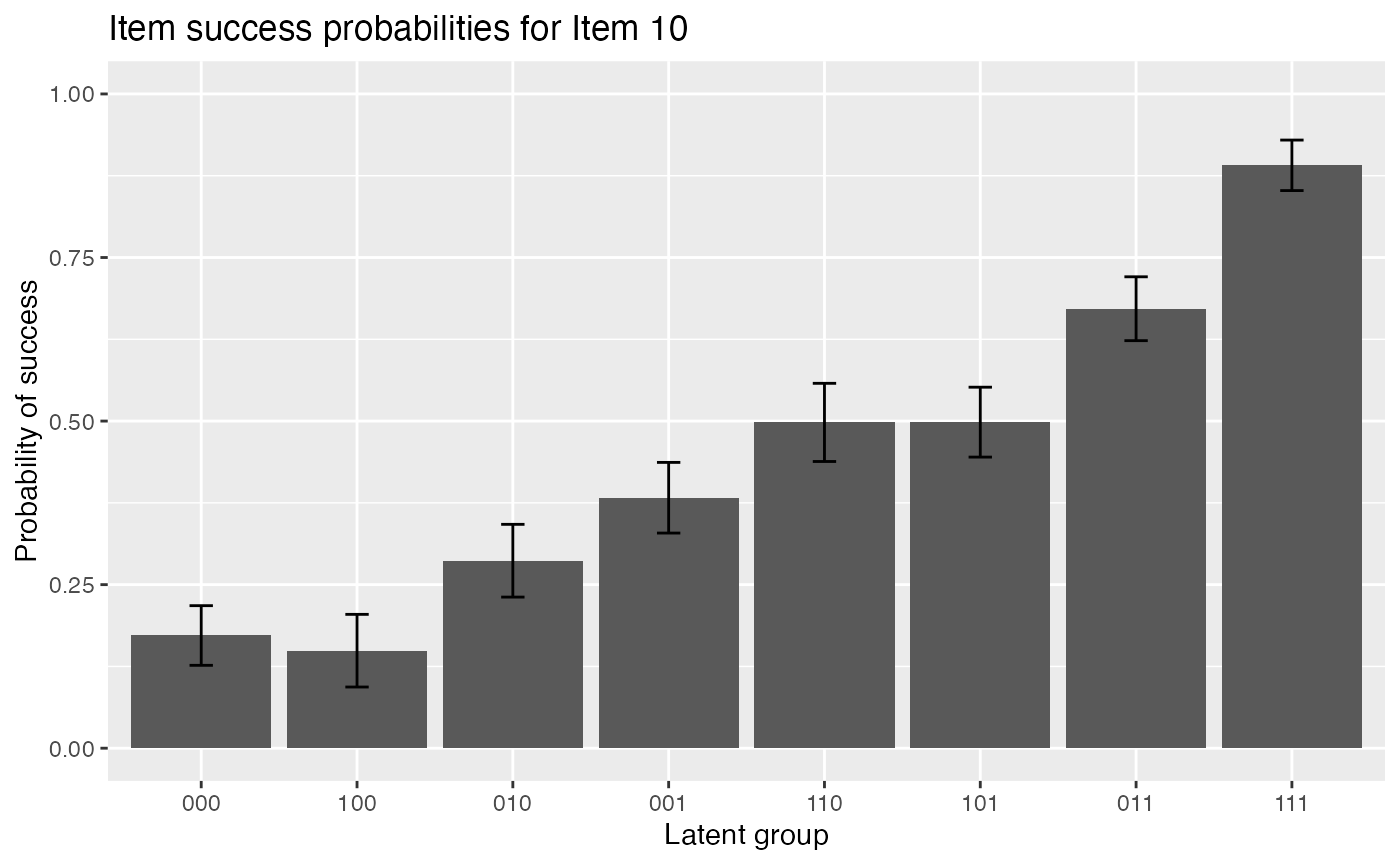 Item success probabilities for Item 10
Probability of success
1.00
0.75
0.50
0.25
0.00
000 100 010 001 110 101 011 111
Latent group